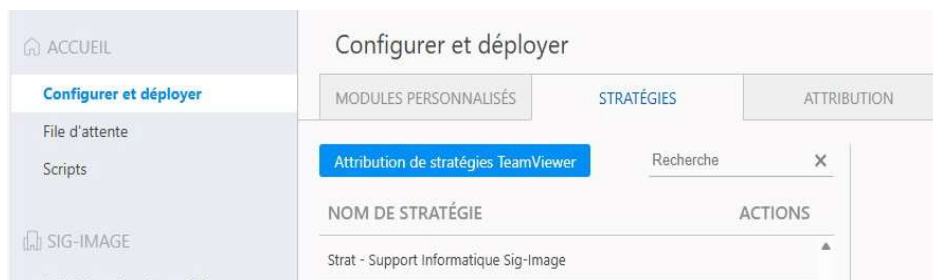 ACCUEIL
Configurer et déployer
File d'attente
Scripts
SIG-IMAGE
Configurer et déployer
MODULES PERSONNALISÉS
STRATÉGIES
ATTRIBUTION
Attribution de stratégies TeamViewer
Recherche
NOM DE STRATÉGIE
ACTIONS
Strat - Support Informatique Sig-Image